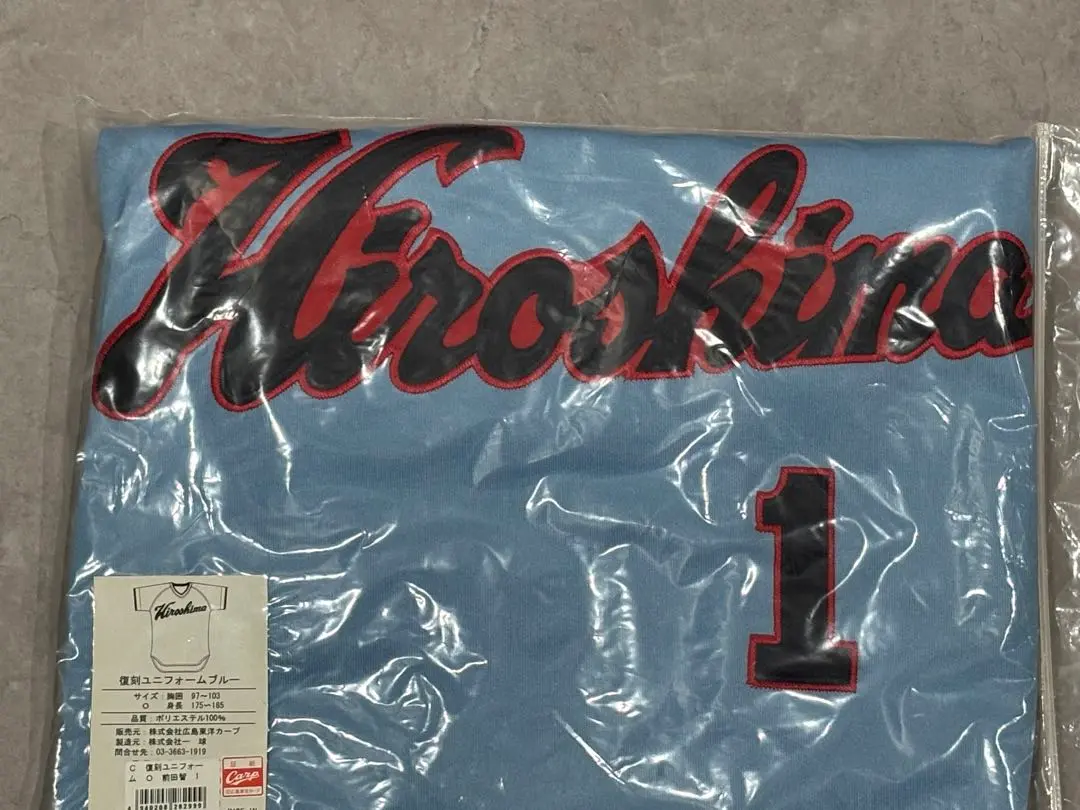 Hiroshima
1
Hiroshima
復刻ユニフォームブルー
サイズ：胸囲 97〜103
O 身長 175〜185
品質：ポリエステル100%
販売元：株式会社広島東洋カープ
製造元：株式会社一球
問合せ先：03-3663-1919
C 復刻ユニフォー
ム O 前田智 1
証紙
Carp